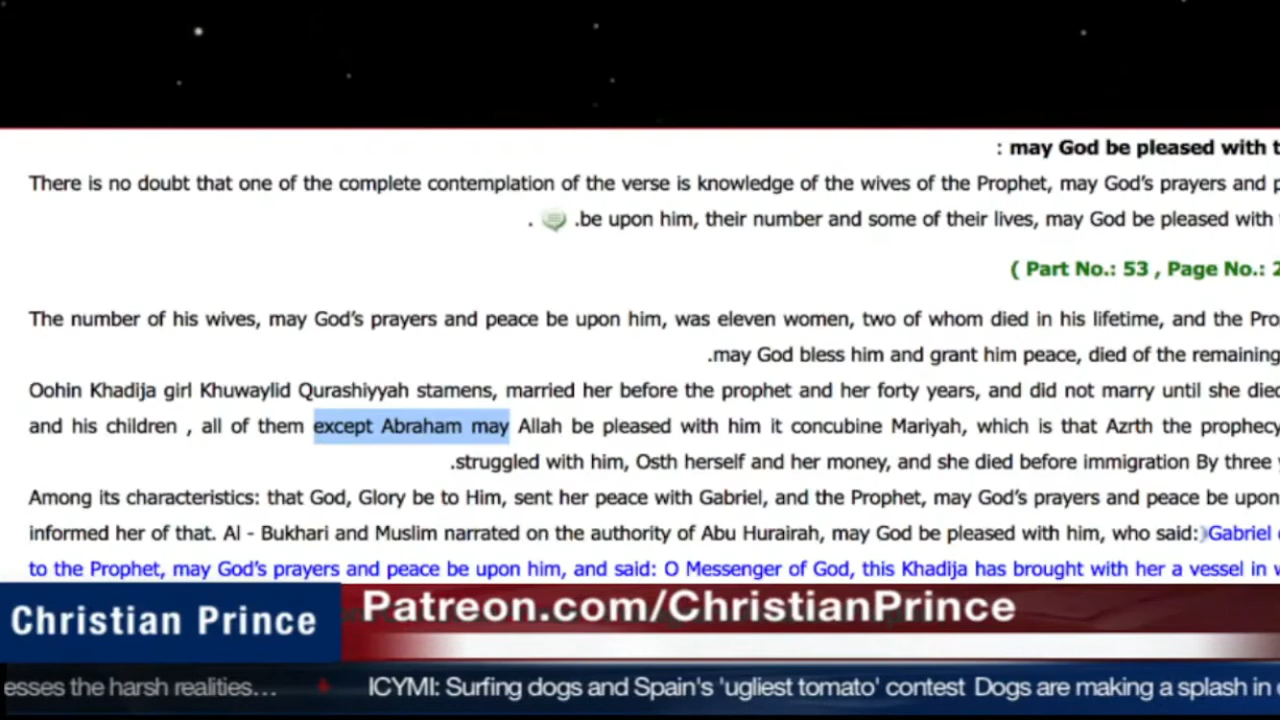 : may God be pleased with t
There is no doubt that one of the complete contemplation of the verse is knowledge of the wives of the Prophet, may God's prayers and p
. .be upon him, their number and some of their lives, may God be pleased with
( Part No.: 53 , Page No.: 2
The number of his wives, may God's prayers and peace be upon him, was eleven women, two of whom died in his lifetime, and the Pro
.may God bless him and grant him peace, died of the remaining
Oohin Khadija girl Khuwaylid Qurashiyyah stamens, married her before the prophet and her forty years, and did not marry until she died
and his children , all of them except Abraham may Allah be pleased with him it concubine Mariyah, which is that Azrth the prophecy
.struggled with him, Osth herself and her money, and she died before immigration By three y
Among its characteristics: that God, Glory be to Him, sent her peace with Gabriel, and the Prophet, may God's prayers and peace be upon
informed her of that. Al - Bukhari and Muslim narrated on the authority of Abu Hurairah, may God be pleased with him, who said:)Gabriel
to the Prophet, may God's prayers and peace be upon him, and said: O Messenger of God, this Khadija has brought with her a vessel in w
Christian Prince
Patreon.com/ChristianPrince
esses the harsh realities... ICYMI: Surfing dogs and Spain's 'ugliest tomato' contest Dogs are making a splash in